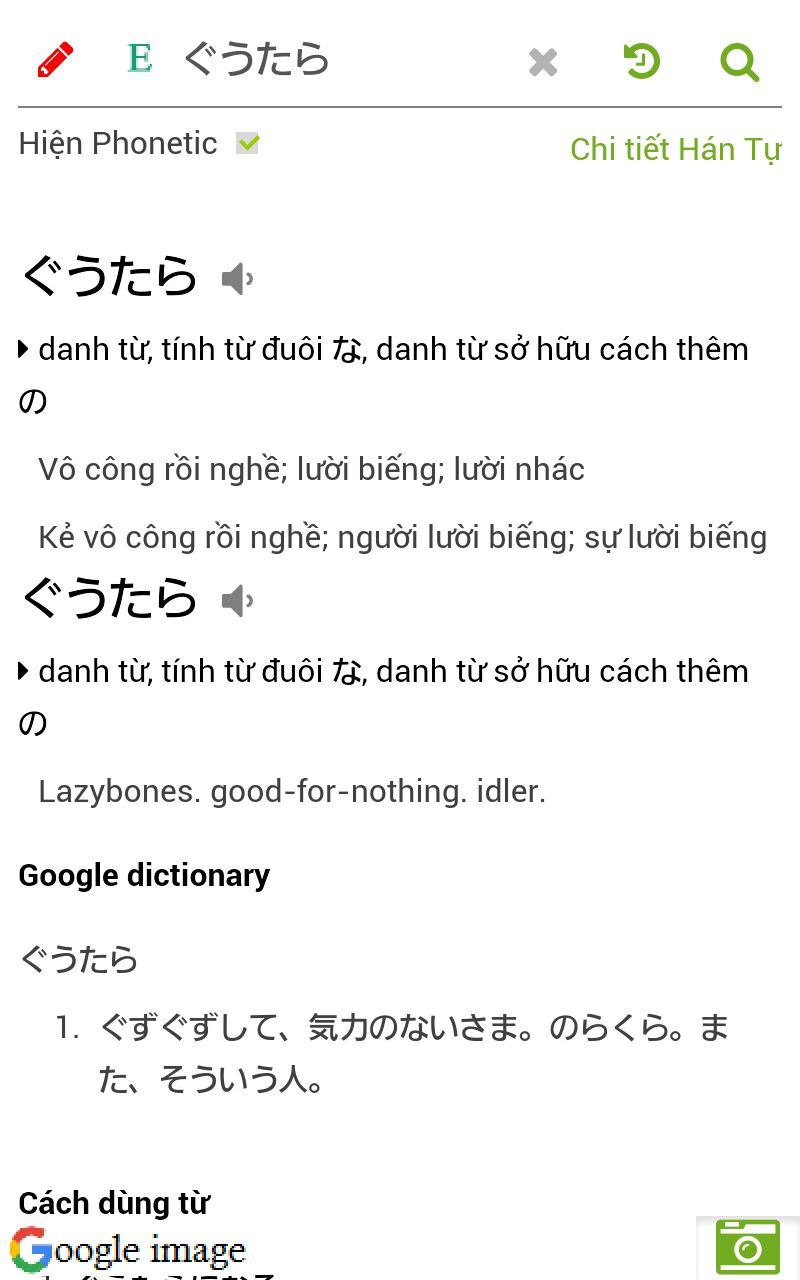 E ぐうたら
Hiện Phonetic
Chi tiết Hán Tự
ぐうたら
danh từ, tính từ đuôi な, danh từ sở hữu cách thêm
の
Vô công rồi nghề; lười biếng; lười nhác
Kẻ vô công rồi nghề; người lười biếng; sự lười biếng
ぐうたら
danh từ, tính từ đuôi な, danh từ sở hữu cách thêm
の
Lazybones. good-for-nothing. idler.
Google dictionary
ぐうたら
1. ぐずぐずして、気力のないさま。のらくら。ま
た、そういう人。
Cách dùng từ
Google image